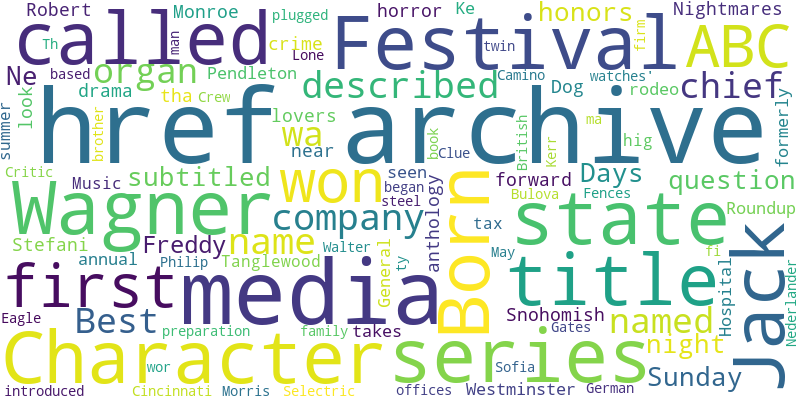 Robert Monroe plugged horror Ke honors Nightmares
called Th man crime Lone Festival twin firm ABC
Ne based organ Pendleton Camino watches' chief
look drama tha Crew described Dog rodeo
summer href archive formerly
brother lovers wa near book Clue British Kerr ma hig
Critic Music subtitled won seen began steel forward Days question
Wagner company anthology Born tax Bulova Fences Roundup
Stefani Freddy name Walter state
annual Philip Tanglewood General ty May title fi Hospital Nederlander Jack
first media Snohomish
Eagle Best preparation family takes Gates named
Character wor series Sofia night
introduced Cincinnati Morris Selectric offices Westminster German Sunday